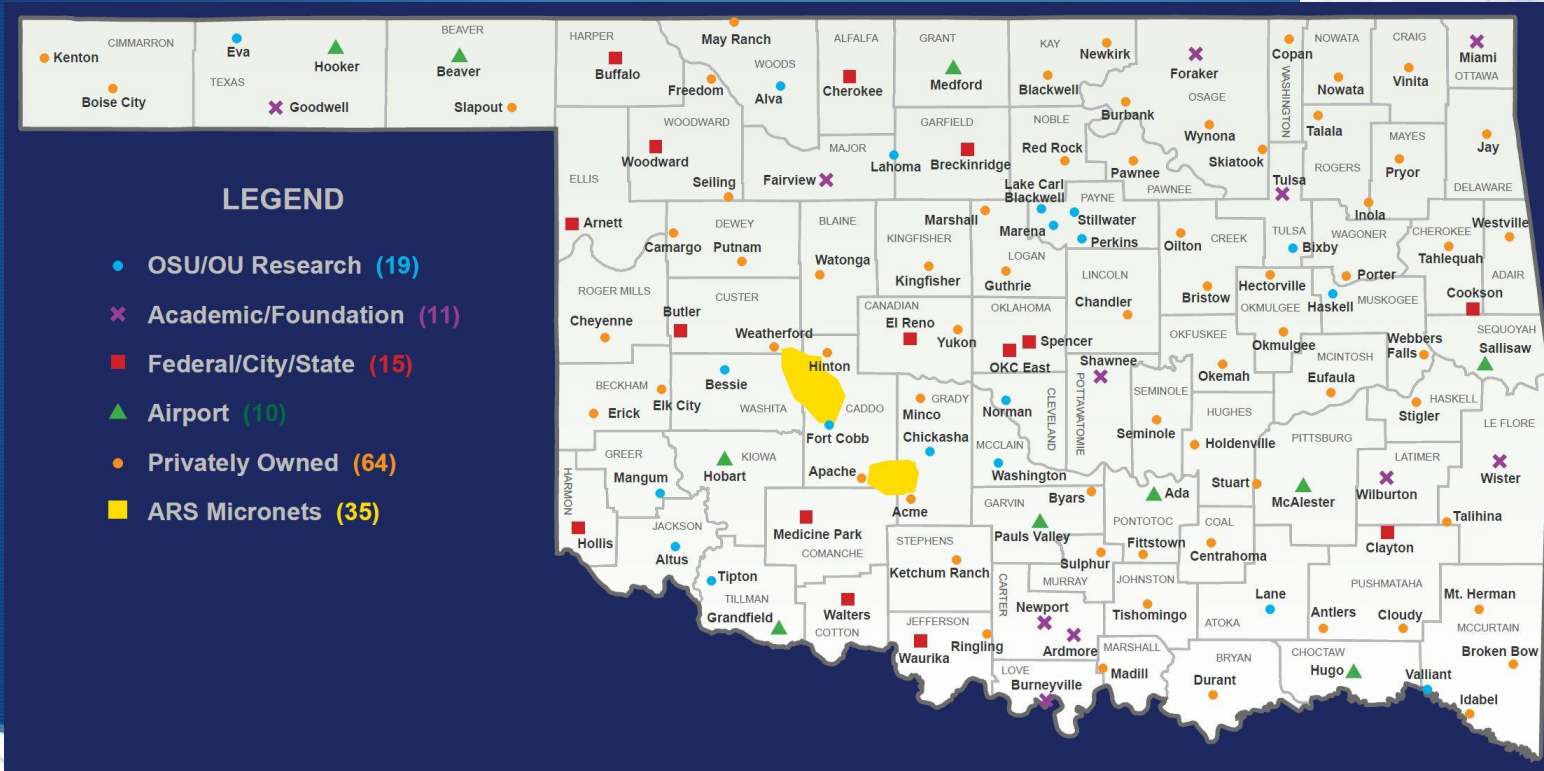 CIMMARRON
Kenton
Boise City
Eva
Hooker
TEXAS
Goodwell
BEAVER
Beaver
Slapout
HARPER
Buffalo
May Ranch
WOODS
Freedom
Alva
ALFALFA
Cherokee
GRANT
Medford
KAY
Newkirk
Blackwell
Foraker
OSAGE
Burbank
Wynona
Skiatook
Copan
WASHINGTON
NOWATA
Nowata
Talala
CRAIG
Vinita
Miami
OTTAWA
WOODWARD
Woodward
Seiling
MAJOR
Fairview
Lahoma
GARFIELD
Breckinridge
NOBLE
Red Rock
Lake Carl
Blackwell
Pawnee
PAWNEE
Tulsa
ROGERS
MAYES
Pryor
Jay
DELAWARE
ELLIS
Arnett
DEWEY
Camargo
Putnam
BLAINE
Watonga
KINGFISHER
Kingfisher
Marshall
LOGAN
Guthrie
PAYNE
Stillwater
Marena
Perkins
Oilton
CREEK
TULSA
Bixby
Inola
WAGONER
CHEROKEE
Tahlequah
Westville
ADAIR
ROGER MILLS
Cheyenne
CUSTER
Butler
Weatherford
CANADIAN
El Reno
Yukon
OKLAHOMA
Spencer
OKC East
LINCOLN
Chandler
Bristow
Hectorville
OKMULGEE
Okmulgee
Haskell
Porter
MUSKOGEE
Cookson
SEQUOYAH
Sallisaw
Webbers
Falls
OKFUSKEE
Okemah
MCINTOSH
Eufaula
BECKHAM
Erick
Elk City
Bessie
WASHITA
Hinton
CADDO
Fort Cobb
GRADY
Minco
Chickasha
Norman
CLEVELAND
MCCLAIN
Washington
Shawnee
POTTAWATOMIE
SEMINOLE
Seminole
HUGHES
Holdenville
PITTSBURG
Stigler
HASKELL
LE FLORE
LATIMER
Wilburton
Wister
GREER
Mangum
HARMON
Hollis
KIOWA
Hobart
Apache
Acme
JACKSON
Altus
Medicine Park
COMANCHE
STEPHENS
Ketchum Ranch
GARVIN
Byars
Pauls Valley
Ada
PONTOTOC
Fittstown
Stuart
McAlester
COAL
Centrahoma
Clayton
Talihina
Tipton
TILLMAN
Grandfield
Walters
COTTON
JEFFERSON
Waurika
Ringling
CARTER
Sulphur
MURRAY
Newport
Ardmore
JOHNSTON
Tishomingo
Lane
ATOKA
PUSHMATAHA
Antlers
Cloudy
Mt. Herman
MCCURTAIN
Broken Bow
LOVE
Burneyville
MARSHALL
Madill
BRYAN
Durant
CHOCTAW
Hugo
Valliant
Idabel
LEGEND
OSU/OU Research (19)
Academic/Foundation (11)
Federal/City/State (15)
Airport (10)
Privately Owned (64)
ARS Micronets (35)